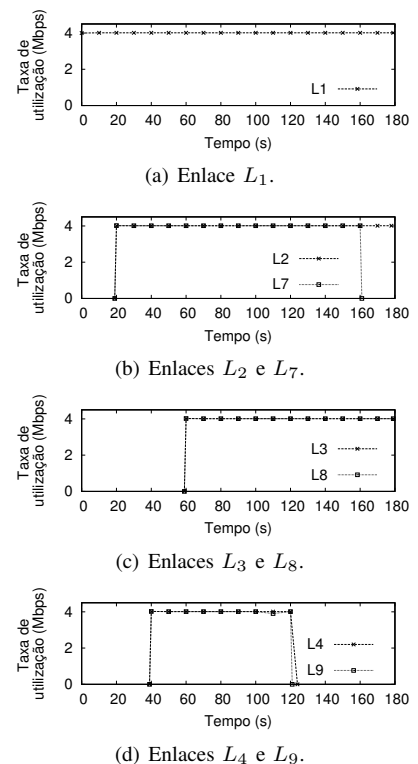 Taxa de
utilização (Mbps)
4
2
0
L1
0 20 40 60 80 100 120 140 160 180
Tempo (s)
(a) Enlace L1.
Taxa de
utilização (Mbps)
4
2
0
L2
L7
0 20 40 60 80 100 120 140 160 180
Tempo (s)
(b) Enlaces L2 e L7.
Taxa de
utilização (Mbps)
4
2
0
L3
L8
0 20 40 60 80 100 120 140 160 180
Tempo (s)
(c) Enlaces L3 e L8.
Taxa de
utilização (Mbps)
4
2
0
L4
L9
0 20 40 60 80 100 120 140 160 180
Tempo (s)
(d) Enlaces L4 e L9.